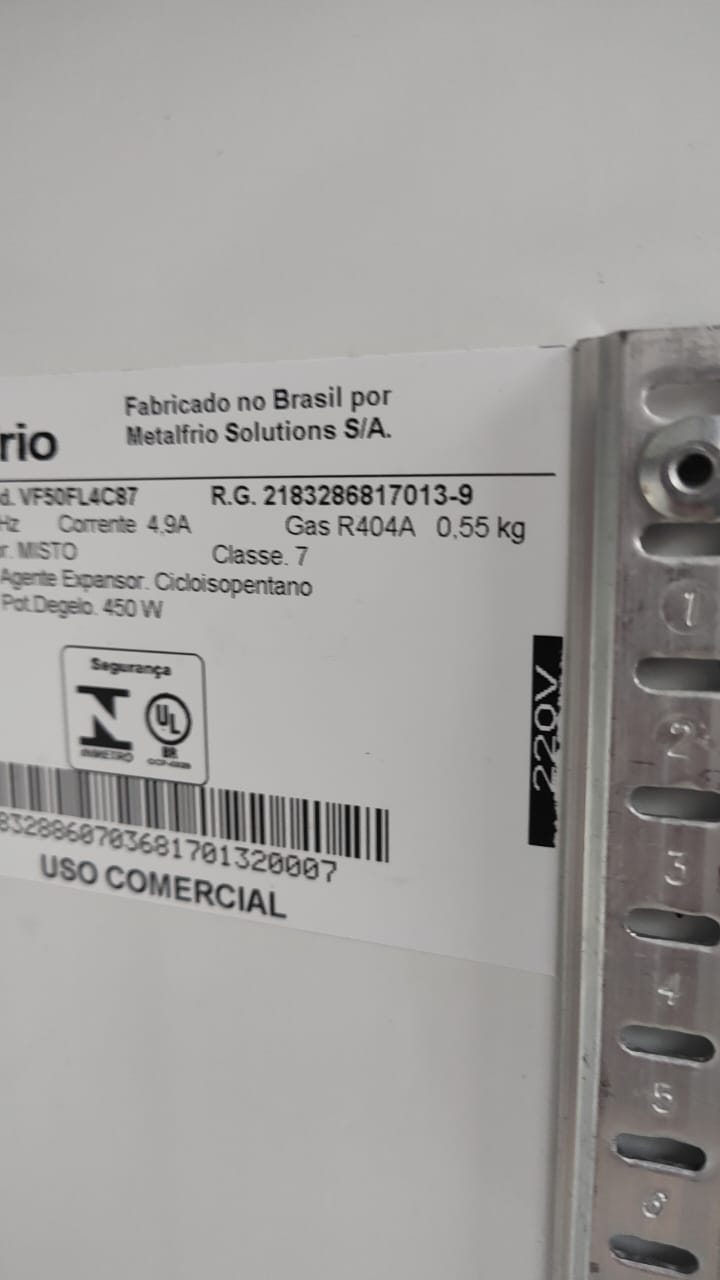 Fabricado no Brasil por
Metalfrio Solutions S/A.
rio
d. VF50FL4C87 R.G. 2183286817013-9
Hz Corrente 4,9A Gas R404A 0,55 kg
r. MISTO Classe. 7
Agente Expansor. Cicloisopentano
Pot.Degelo. 450 W
Segurança
N UL
INMETRO BR
220V
8328860703681701320007
USO COMERCIAL
1
2
3
4
5
6